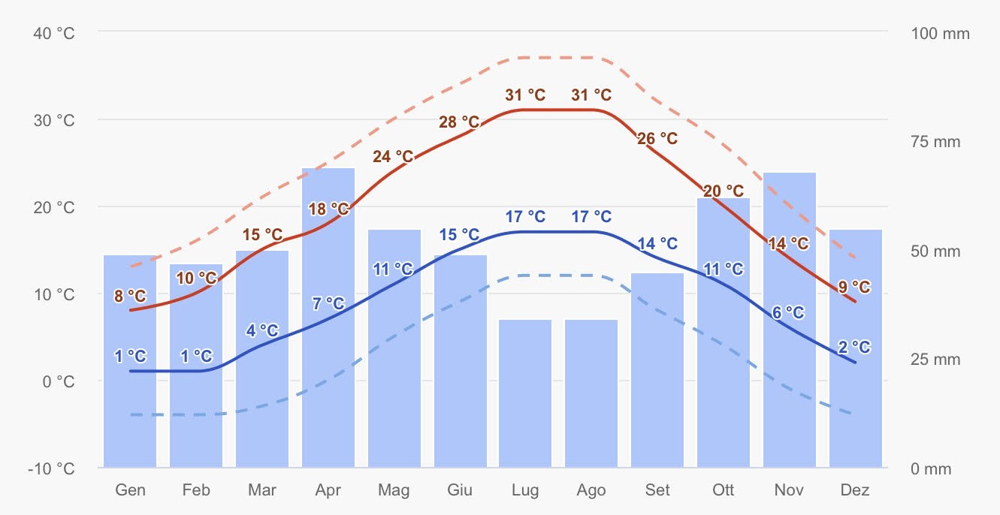 40 °C
100 mm
31 °C 31 °C
30 °C
28 °C
26 °C
75 mm
24 °C
20 °C
20 °C
18 °C
17 °C 17 °C
15 °C
15 °C
14 °C
14 °C
50 mm
10 °C
11 °C
11 °C
10 °C
8 °C
9 °C
7 °C
6 °C
4 °C
2 °C
1 °C 1 °C
25 mm
0 °C
-10 °C
0 mm
Gen Feb Mar Apr Mag Giu Lug Ago Set Ott Nov Dez